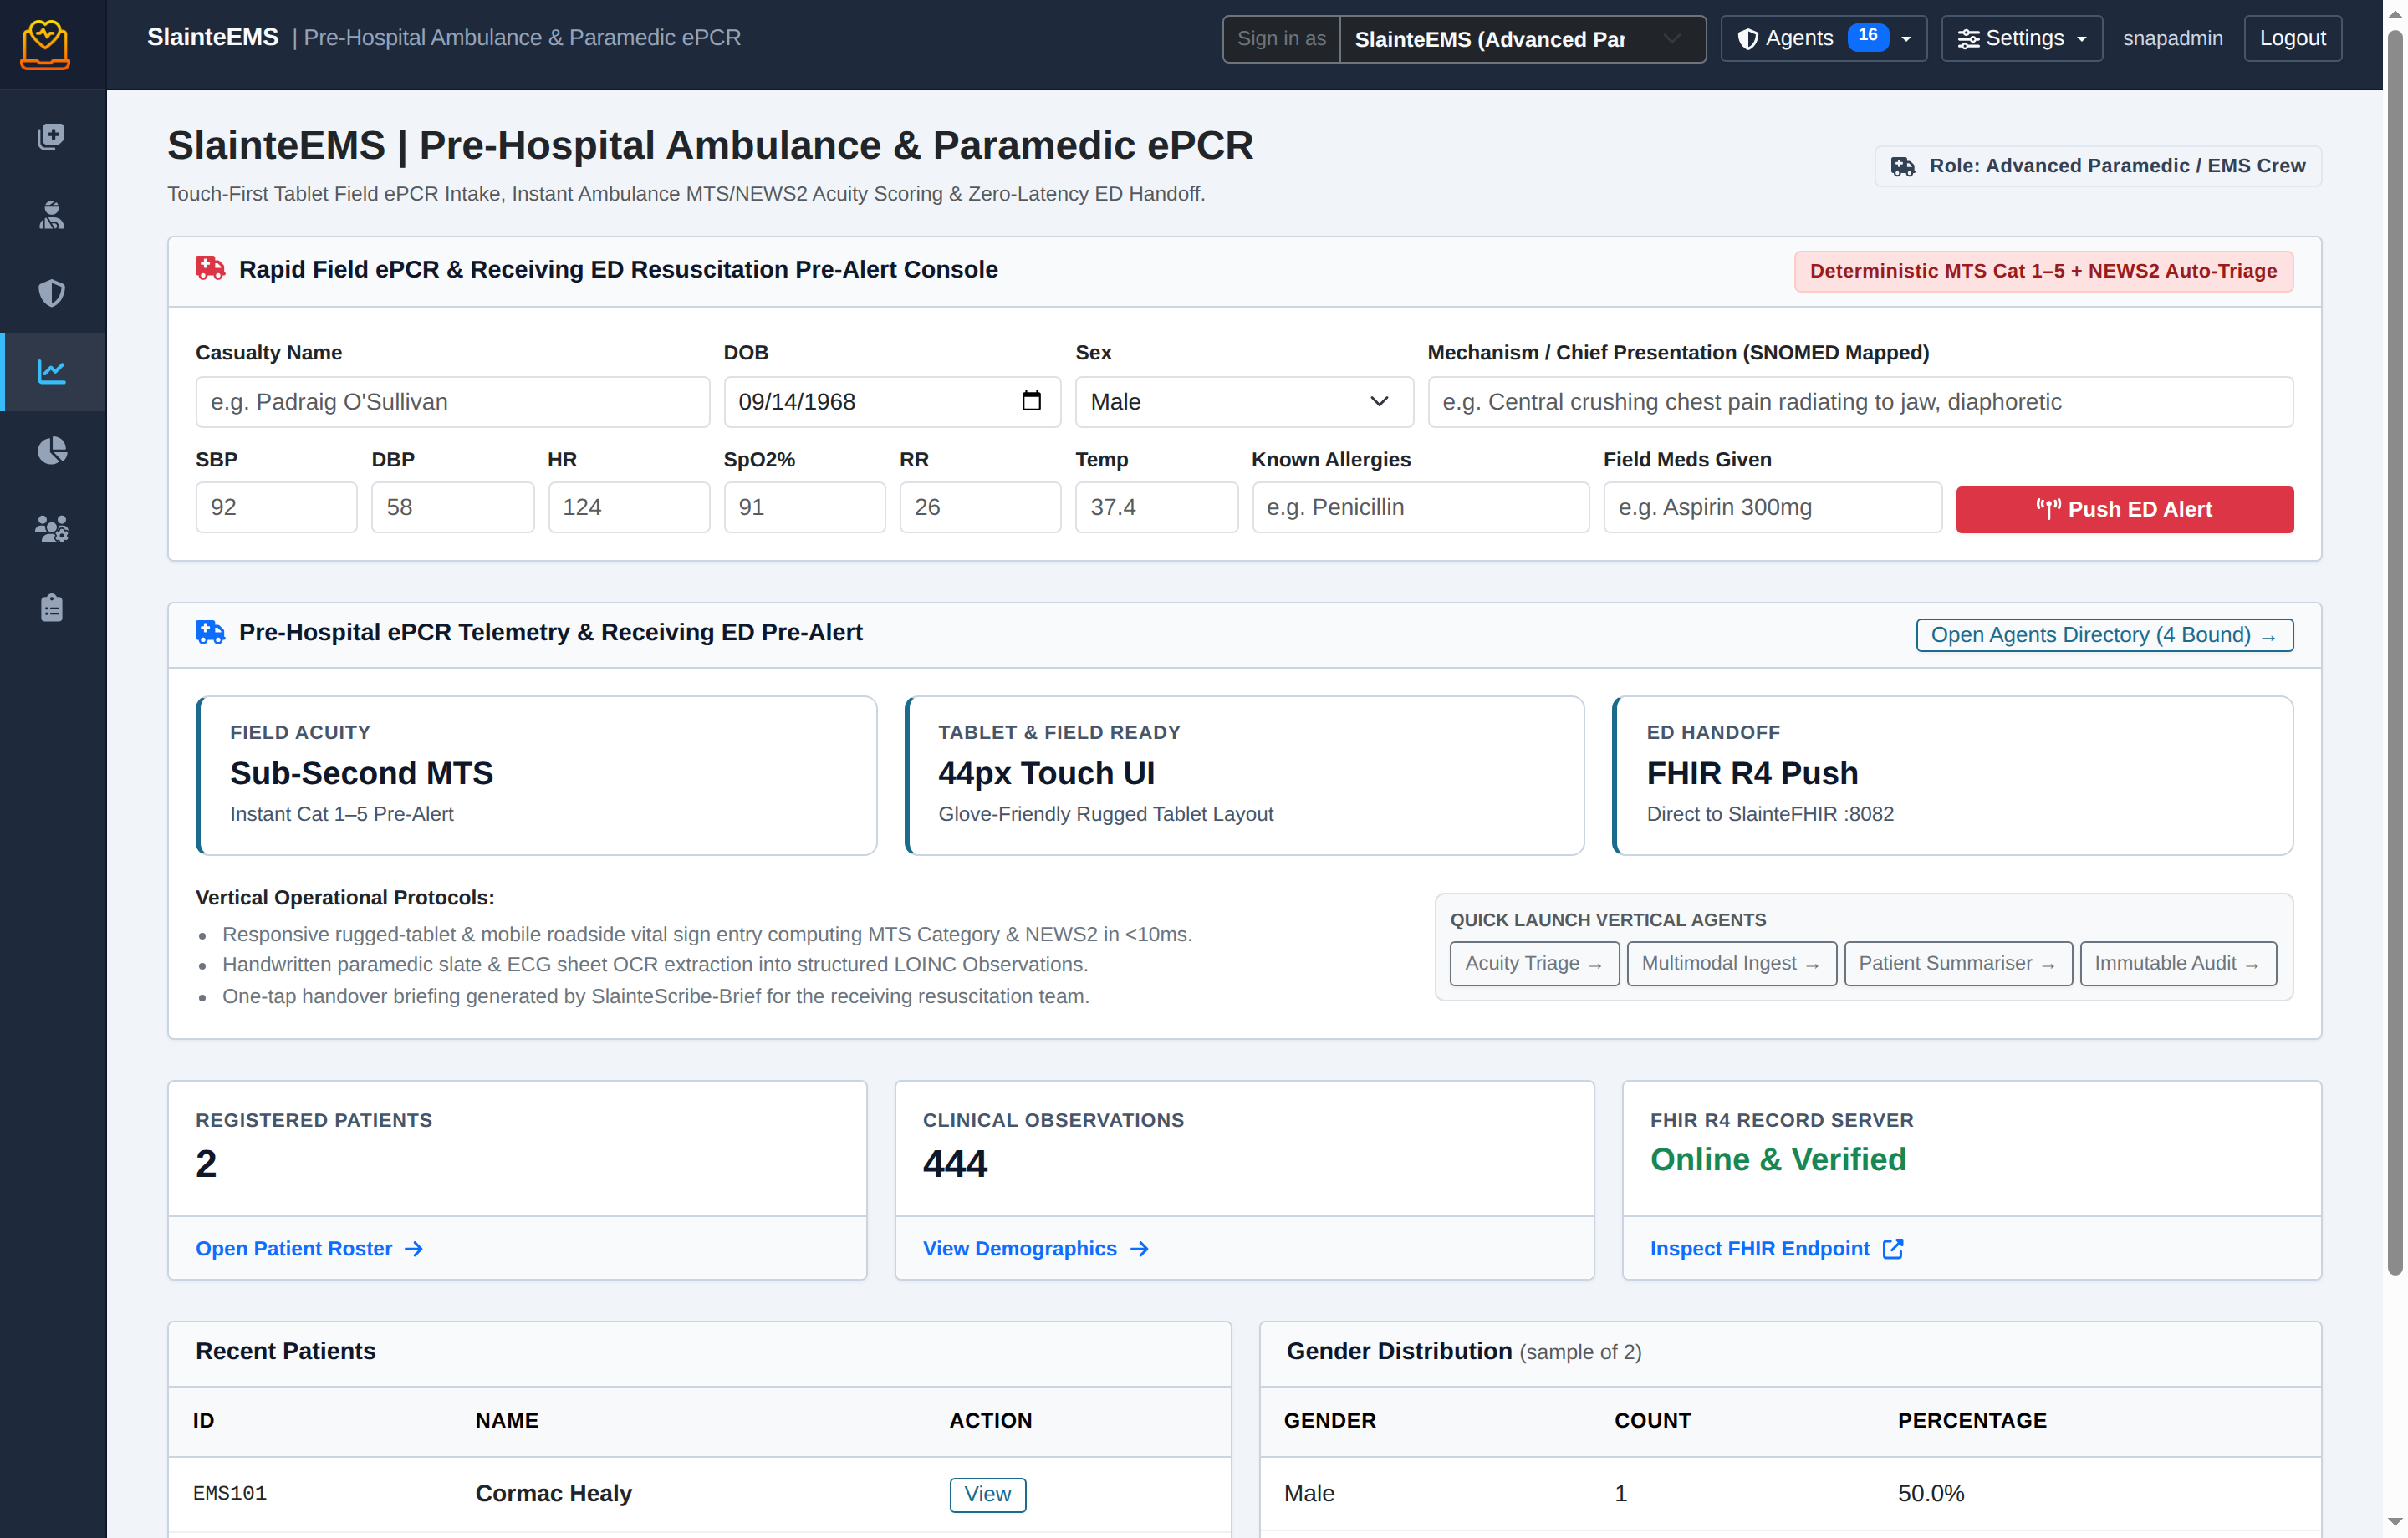 SlainteEMS | Pre-Hospital Ambulance & Paramedic ePCR
Sign in as SlainteEMS (Advanced Par
Agents 16
Settings
snapadmin
Logout
SlainteEMS | Pre-Hospital Ambulance & Paramedic ePCR
Touch-First Tablet Field ePCR Intake, Instant Ambulance MTS/NEWS2 Acuity Scoring & Zero-Latency ED Handoff.
Role: Advanced Paramedic / EMS Crew
Rapid Field ePCR & Receiving ED Resuscitation Pre-Alert Console
Deterministic MTS Cat 1–5 + NEWS2 Auto-Triage
Casualty Name DOB Sex Mechanism / Chief Presentation (SNOMED Mapped)
e.g. Padraig O'Sullivan 09/14/1968 Male e.g. Central crushing chest pain radiating to jaw, diaphoretic
SBP DBP HR SpO2% RR Temp Known Allergies Field Meds Given
92 58 124 91 26 37.4 e.g. Penicillin e.g. Aspirin 300mg Push ED Alert
Pre-Hospital ePCR Telemetry & Receiving ED Pre-Alert
Open Agents Directory (4 Bound) →
FIELD ACUITY
Sub-Second MTS
Instant Cat 1–5 Pre-Alert
TABLET & FIELD READY
44px Touch UI
Glove-Friendly Rugged Tablet Layout
ED HANDOFF
FHIR R4 Push
Direct to SlainteFHIR :8082
Vertical Operational Protocols:
• Responsive rugged-tablet & mobile roadside vital sign entry computing MTS Category & NEWS2 in <10ms.
• Handwritten paramedic slate & ECG sheet OCR extraction into structured LOINC Observations.
• One-tap handover briefing generated by SlainteScribe-Brief for the receiving resuscitation team.
QUICK LAUNCH VERTICAL AGENTS
Acuity Triage → Multimodal Ingest → Patient Summariser → Immutable Audit →
REGISTERED PATIENTS
2
Open Patient Roster →
CLINICAL OBSERVATIONS
444
View Demographics →
FHIR R4 RECORD SERVER
Online & Verified
Inspect FHIR Endpoint
Recent Patients
ID NAME ACTION
EMS101 Cormac Healy View
Gender Distribution (sample of 2)
GENDER COUNT PERCENTAGE
Male 1 50.0%